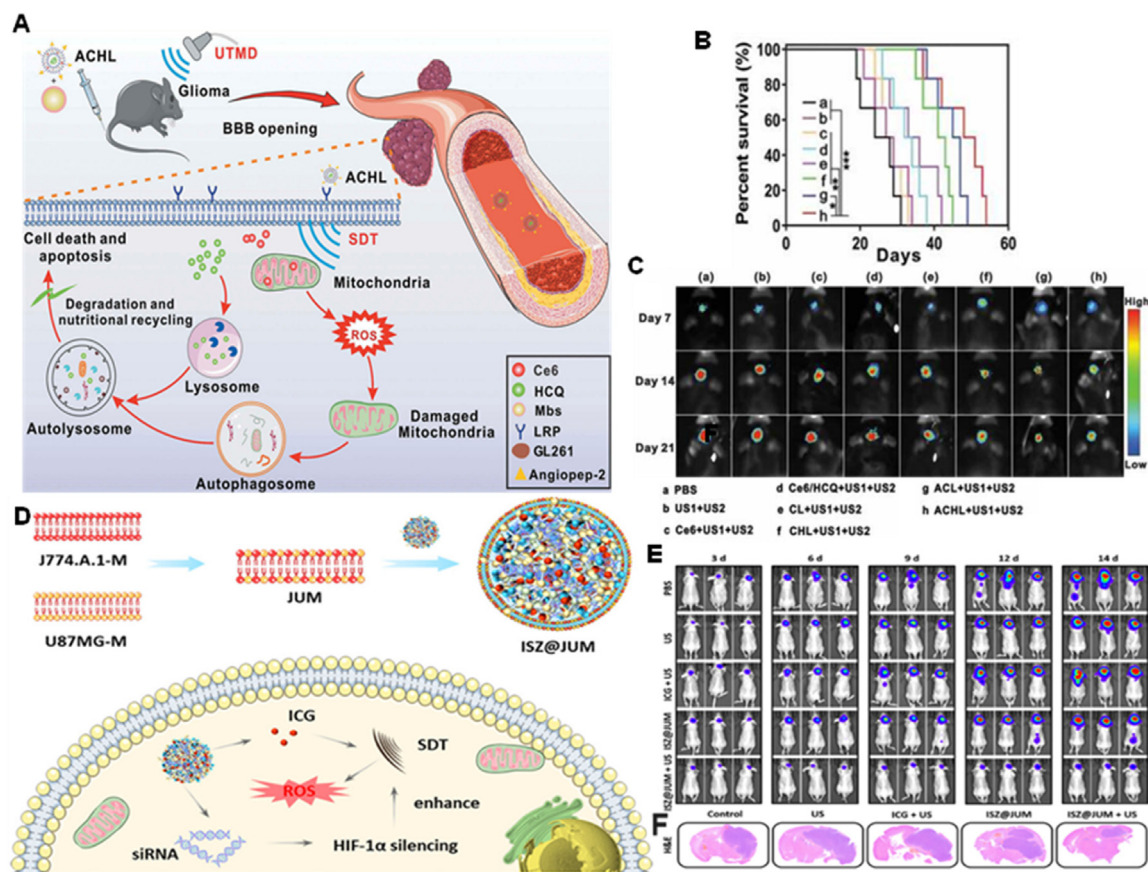 A
ACHL
UTMD
+
Glioma
BBB opening
ACHL
SDT
Cell death and
apoptosis
Mitochondria
Degradation and
nutritional recycling
ROS
Lysosome
Autolysosome
Damaged
Mitochondria
Autophagosome
Ce6
HCQ
Mbs
LRP
GL261
Angiopep-2
B
Percent survival (%)
100
80
60
40
20
0
a
b
c
d
e
f
g
h
***
**
*
0 20 40 60
Days
C
(a) (b) (c) (d) (e) (f) (g) (h)
High
Day 7
Day 14
Day 21
Low
a PBS
b US1+US2
c Ce6+US1+US2
d Ce6/HCQ+US1+US2
e CL+US1+US2
f CHL+US1+US2
g ACL+US1+US2
h ACHL+US1+US2
D
J774.A.1-M
U87MG-M
JUM
ISZ@JUM
ICG
SDT
ROS
enhance
siRNA
HIF-1α silencing
E
3 d 6 d 9 d 12 d 14 d
PBS
US
ICG + US
ISZ@JUM
ISZ@JUM + US
F
Control US ICG + US ISZ@JUM ISZ@JUM + US
H&E